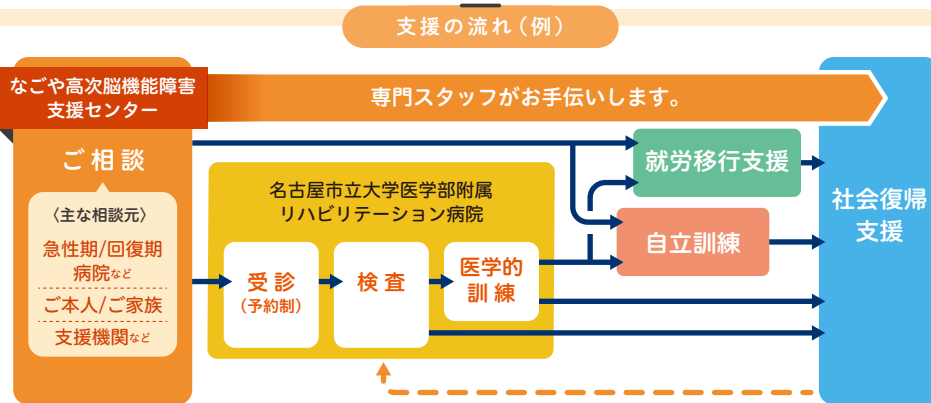 支援の流れ（例）
なごや高次脳機能障害
支援センター
専門スタッフがお手伝いします。
ご相談
〈主な相談元〉
急性期/回復期
病院など
ご本人/ご家族
支援機関など
名古屋市立大学医学部附属
リハビリテーション病院
受診
（予約制）
検査
医学的
訓練
就労移行支援
自立訓練
社会復帰
支援